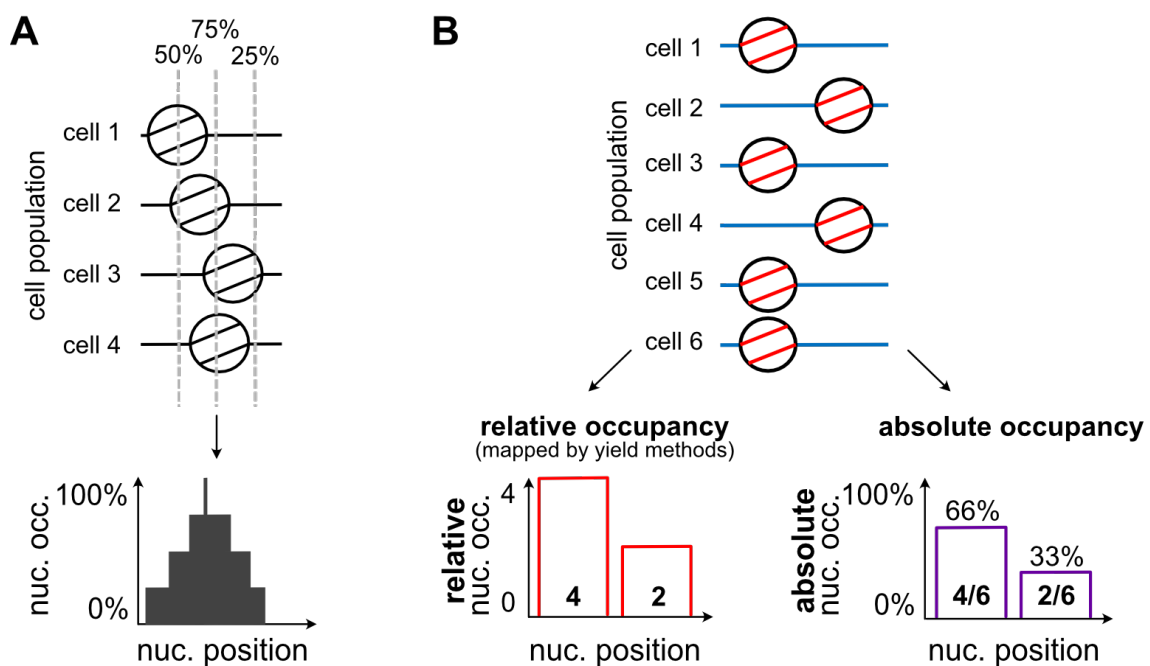 A
75%
50%
25%
cell population
cell 1
cell 2
cell 3
cell 4
nuc. occ.
100%
0%
nuc. position
B
cell population
cell 1
cell 2
cell 3
cell 4
cell 5
cell 6
relative occupancy
(mapped by yield methods)
relative
nuc. occ.
4
0
4
2
nuc. position
absolute occupancy
absolute
nuc. occ.
100%
0%
66%
33%
4/6
2/6
nuc. position